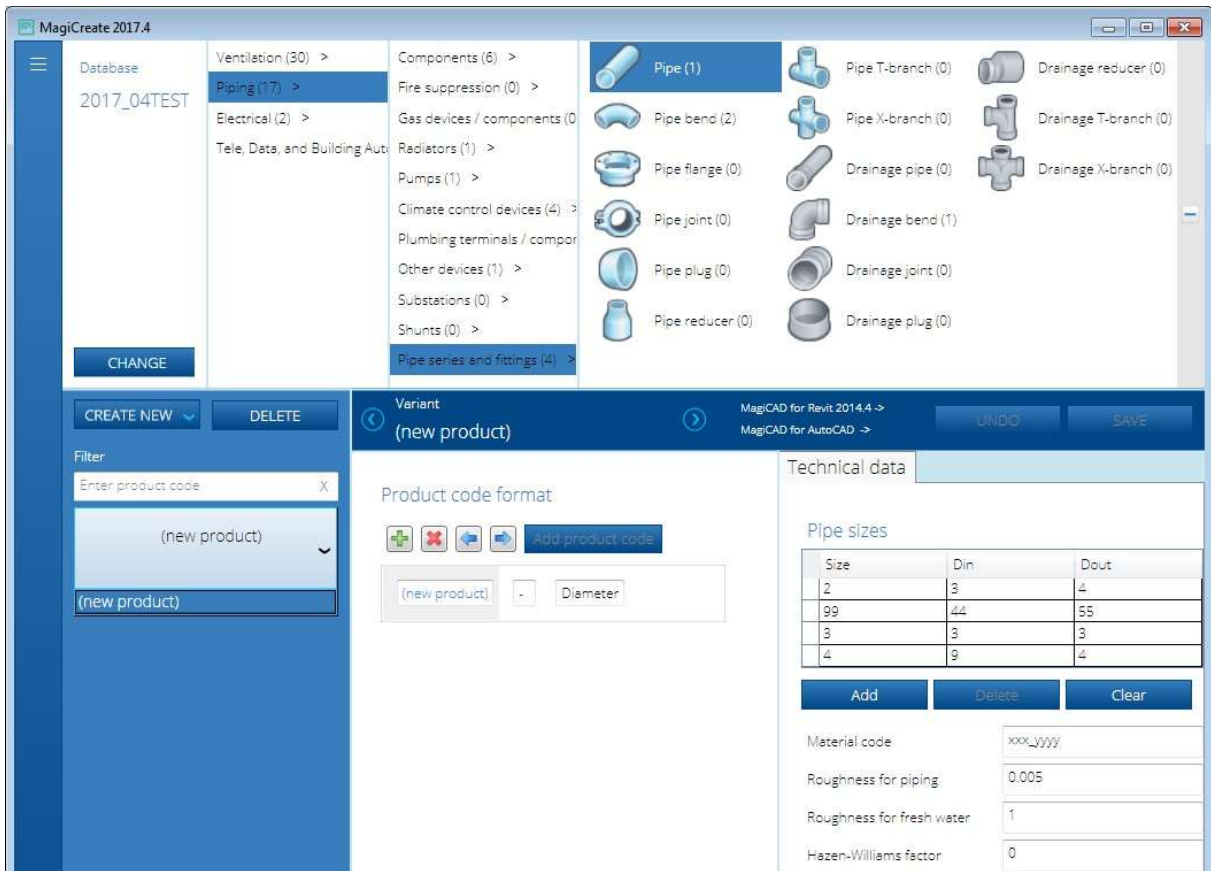 MagiCreate 2017.4
Database
2017_04TEST
CHANGE
Ventilation (30) >
Piping (17) >
Electrical (2) >
Tele, Data, and Building Aut
Components (6) >
Fire suppression (0) >
Gas devices / components (0
Radiators (1) >
Pumps (1) >
Climate control devices (4) >
Plumbing terminals / compor
Other devices (1) >
Substations (0) >
Shunts (0) >
Pipe series and fittings (4) >
Pipe (1)
Pipe bend (2)
Pipe flange (0)
Pipe joint (0)
Pipe plug (0)
Pipe reducer (0)
Pipe T-branch (0)
Pipe X-branch (0)
Drainage pipe (0)
Drainage bend (1)
Drainage joint (0)
Drainage plug (0)
Drainage reducer (0)
Drainage T-branch (0)
Drainage X-branch (0)
CREATE NEW
DELETE
Filter
Enter product code X
(new product)
(new product)
Variant
(new product)
MagiCAD for Revit 2014.4 ->
MagiCAD for AutoCAD ->
UNDO
SAVE
Product code format
Add product code
(new product) - Diameter
Technical data
Pipe sizes
Size Din Dout
2 3 4
99 44 55
3 3 3
4 9 4
Add Delete Clear
Material code xxx_yyyy
Roughness for piping 0.005
Roughness for fresh water 1
Hazen-Williams factor 0